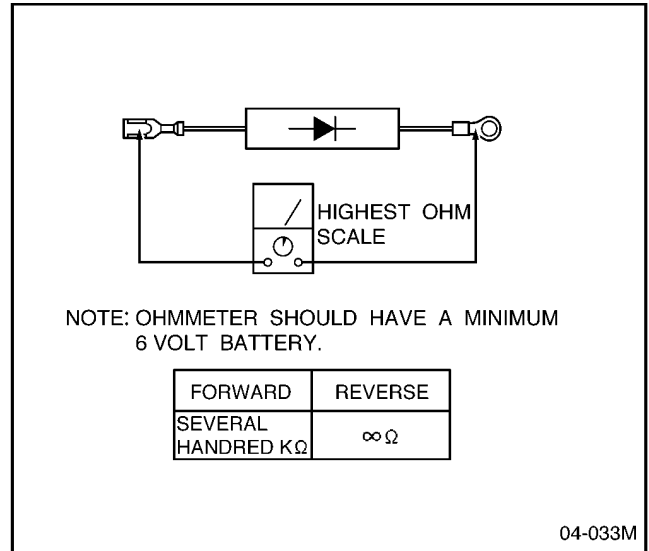 HIGHEST OHM
SCALE
NOTE: OHMMETER SHOULD HAVE A MINIMUM
6 VOLT BATTERY.
FORWARD REVERSE
SEVERAL
HANDRED KΩ ∞ Ω
04-033M